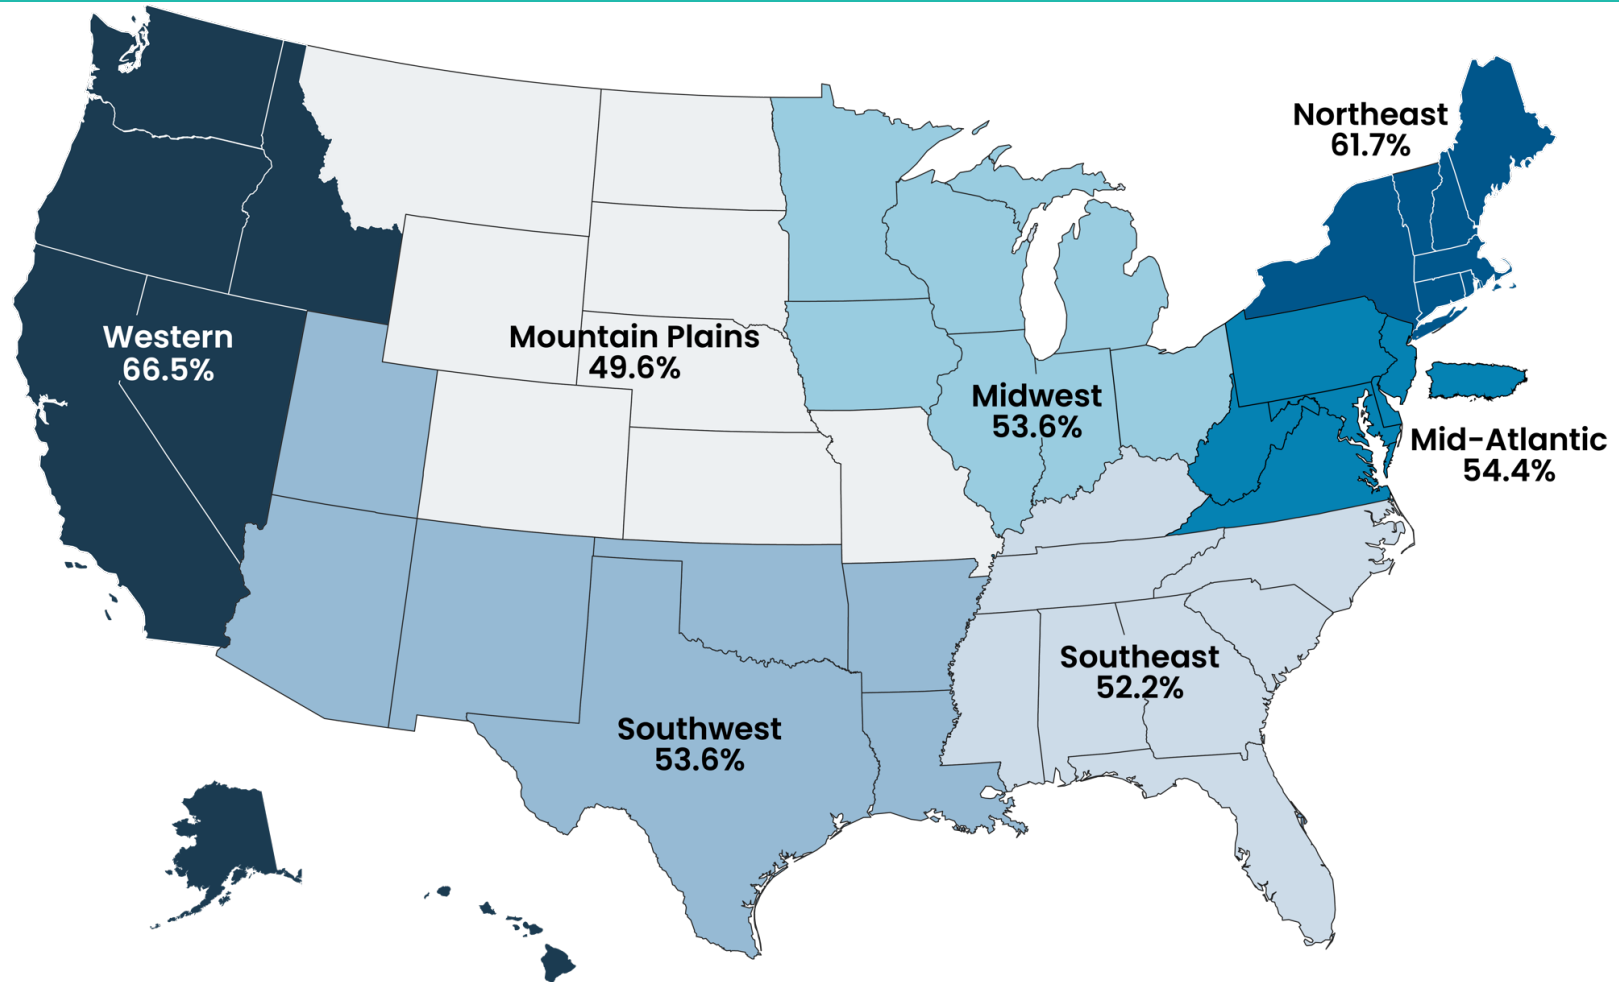 Northeast
61.7%
Western
66.5%
Mountain Plains
49.6%
Midwest
53.6%
Mid-Atlantic
54.4%
Southeast
52.2%
Southwest
53.6%